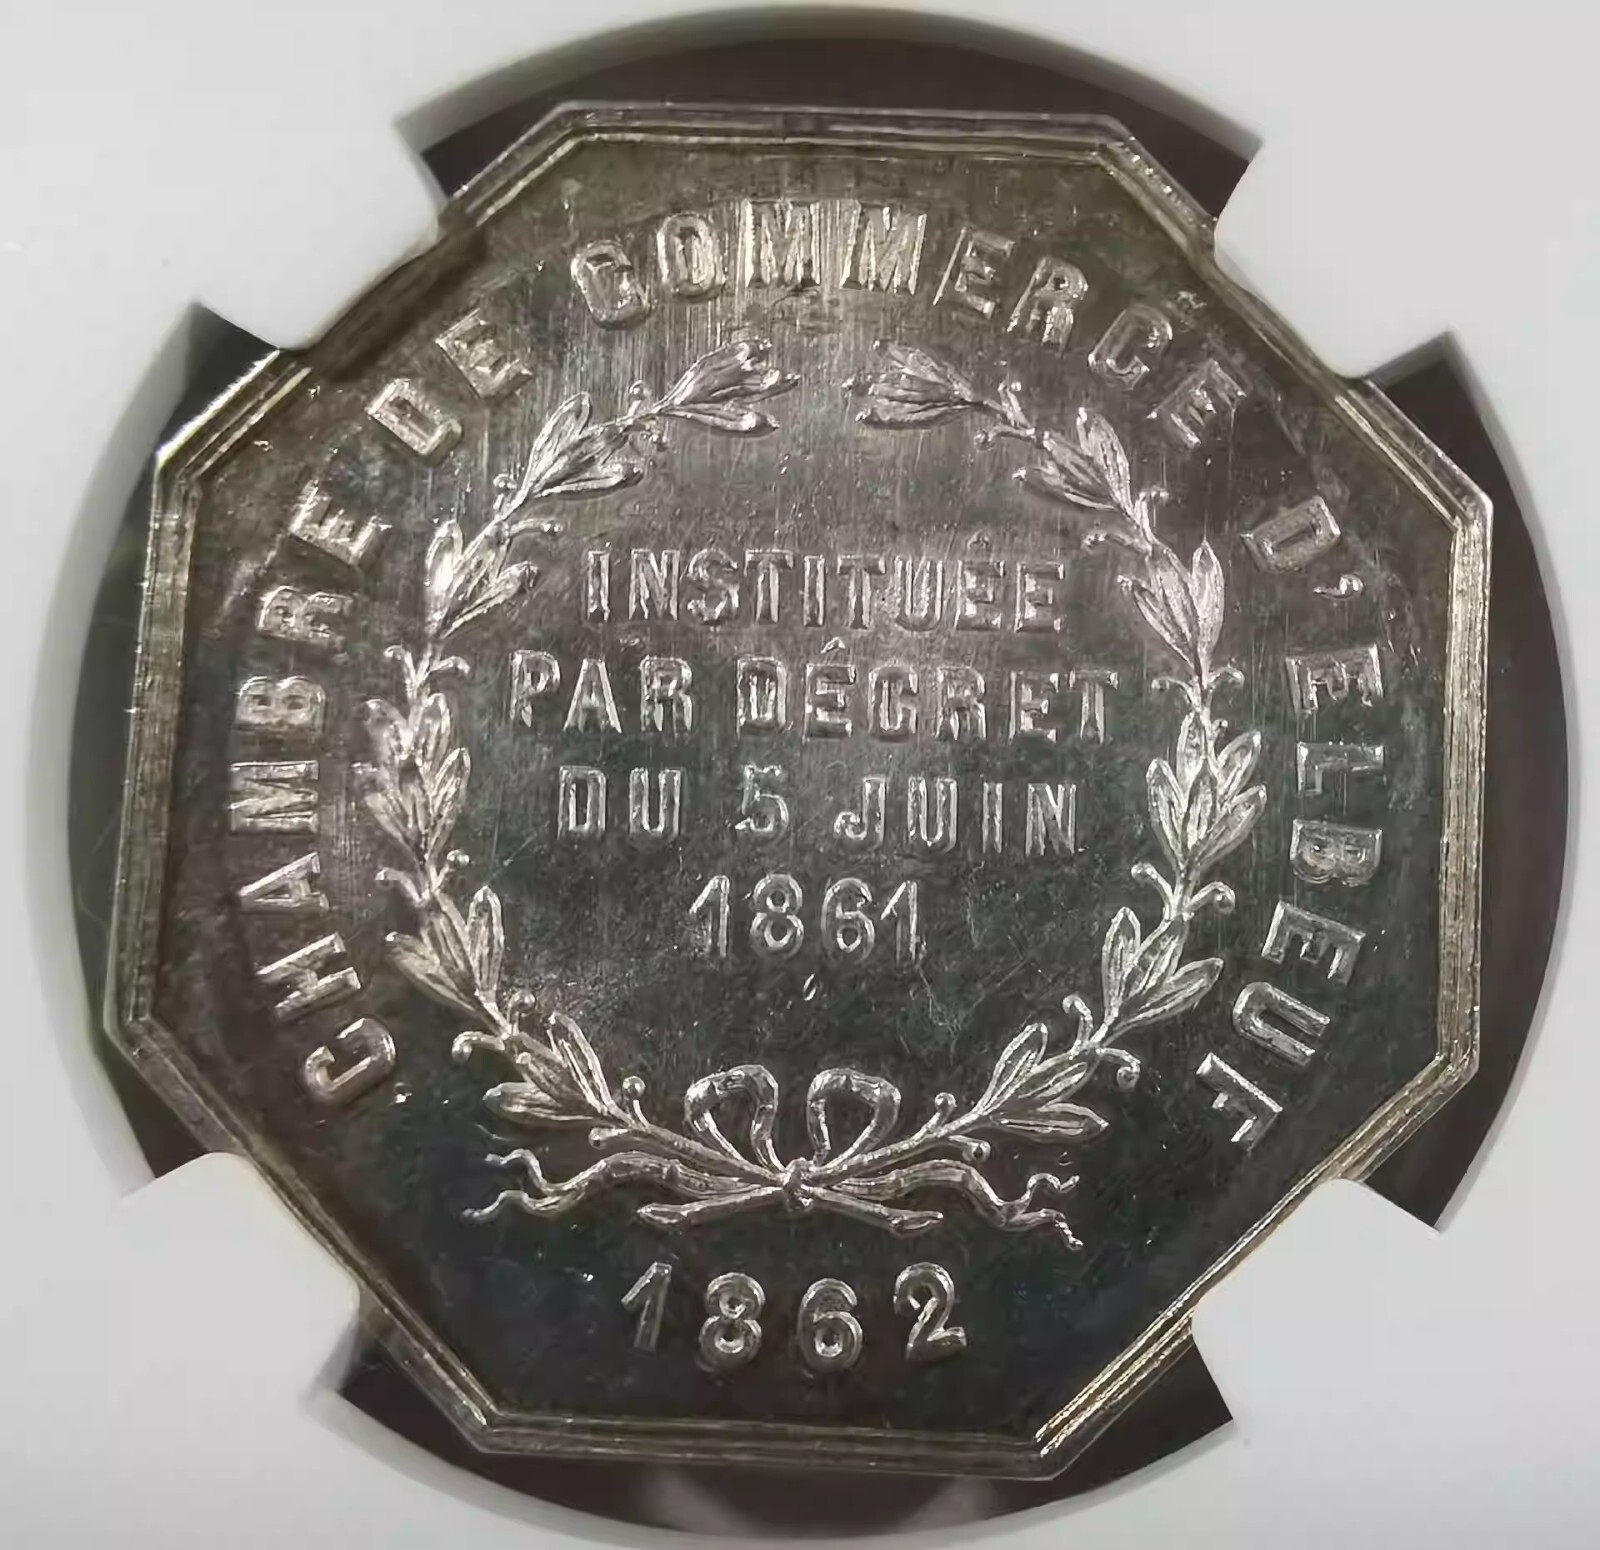 CHAMBRE DE COMMERCE D'ELBEUF
INSTITUÉE
PAR DÉCRET
DU 5 JUIN
1861
1862